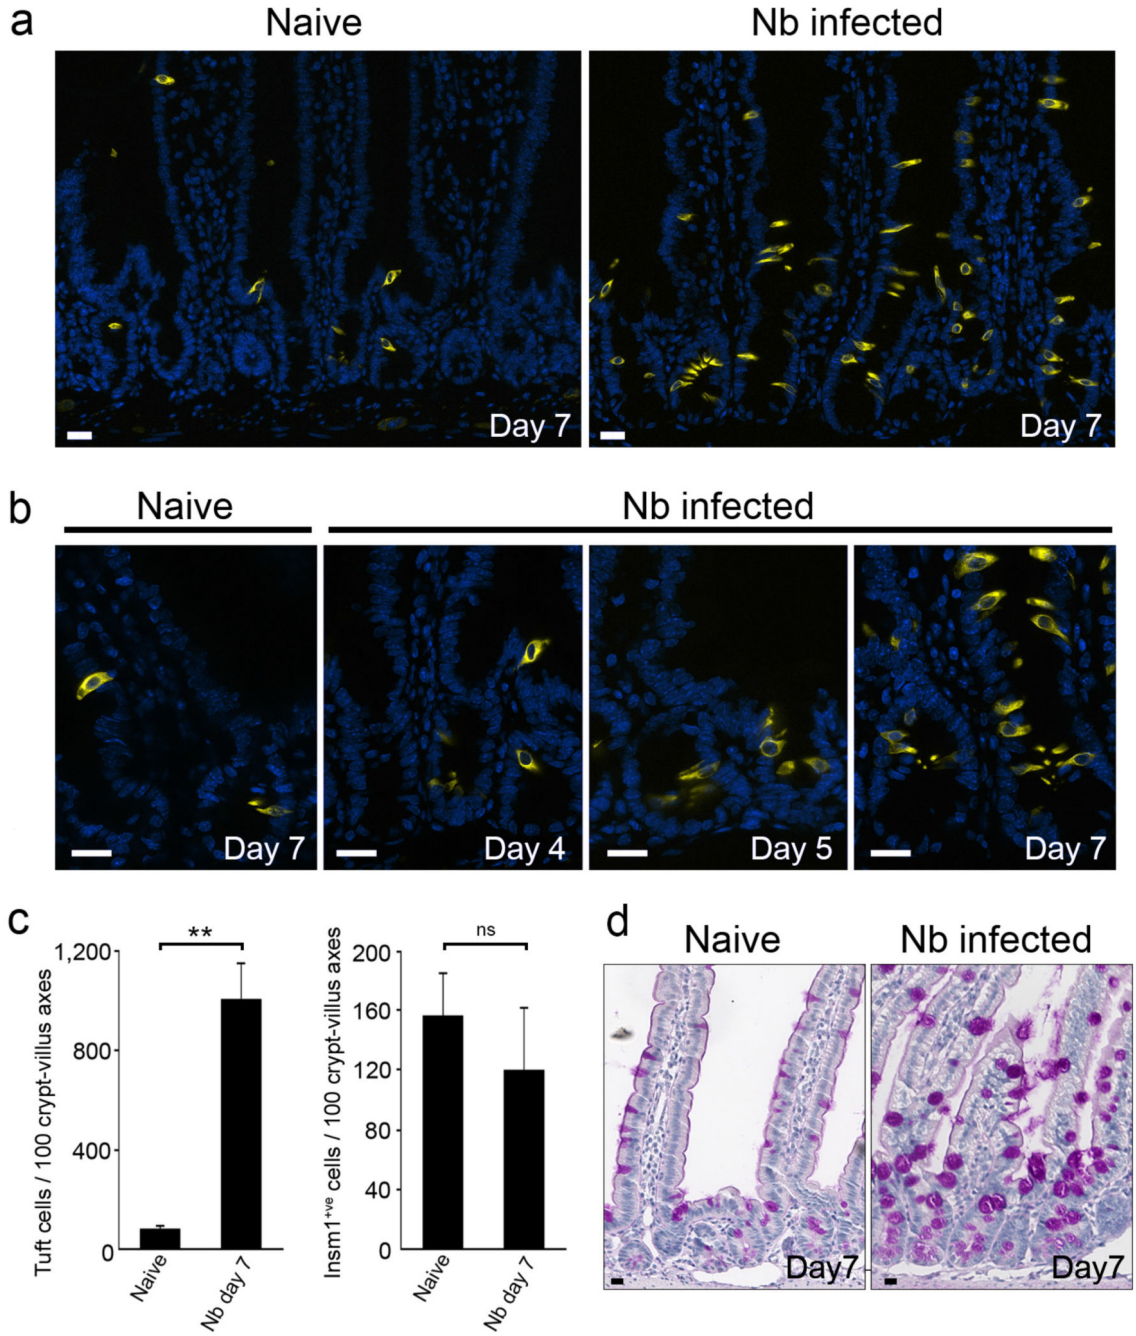 a
Naive
Nb infected
Day 7
Day 7
b
Naive
Nb infected
Day 7
Day 4
Day 5
Day 7
c
Tuft cells / 100 crypt-villus axes
1,200
800
400
0
**
Naive
Nb day 7
Insm1+ve cells / 100 crypt-villus axes
200
160
120
80
40
0
ns
Naive
Nb day 7
d
Naive
Nb infected
Day7
Day7